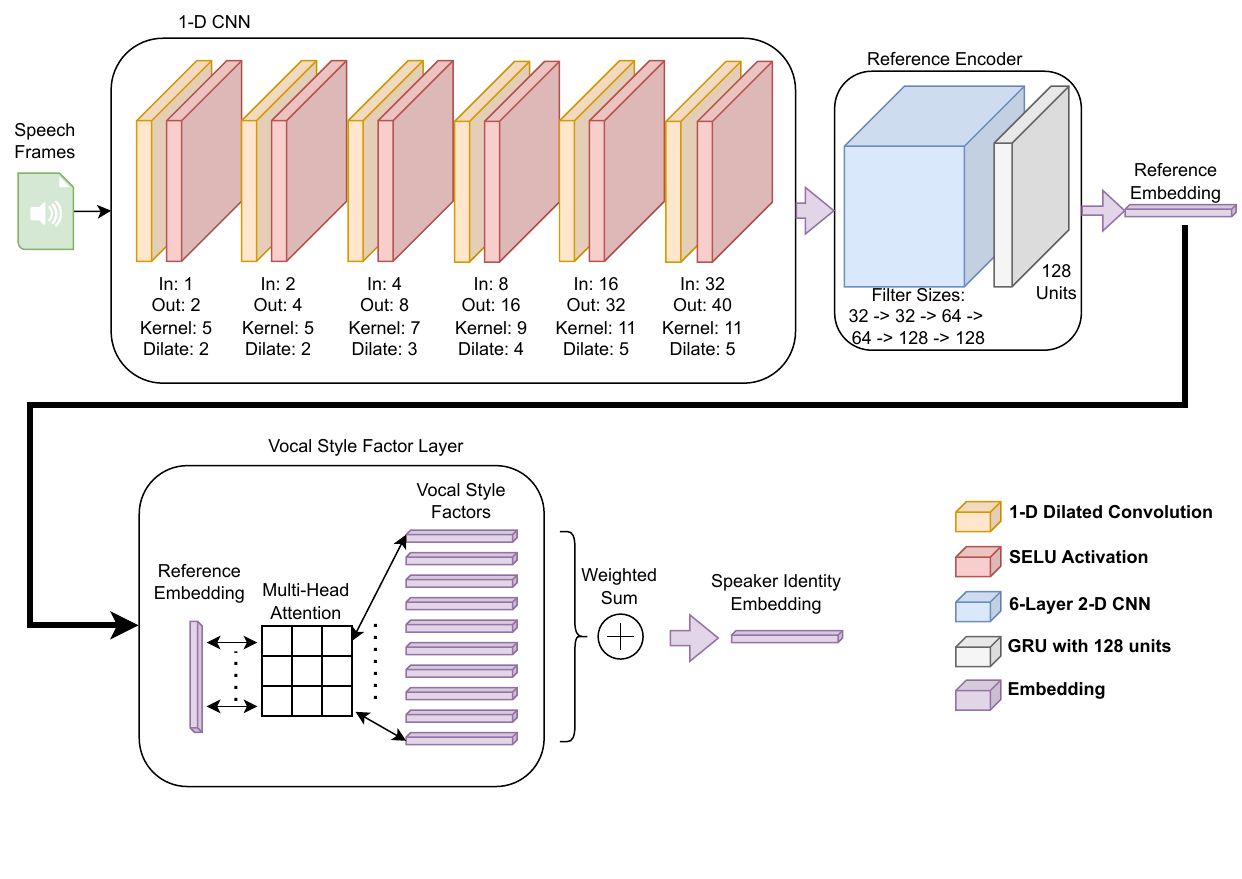 1-D CNN
Speech
Frames
In: 1
Out: 2
Kernel: 5
Dilate: 2
In: 2
Out: 4
Kernel: 5
Dilate: 2
In: 4
Out: 8
Kernel: 7
Dilate: 3
In: 8
Out: 16
Kernel: 9
Dilate: 4
In: 16
Out: 32
Kernel: 11
Dilate: 5
In: 32
Out: 40
Kernel: 11
Dilate: 5
Reference Encoder
Filter Sizes:
32 -> 32 -> 64 ->
64 -> 128 -> 128
128
Units
Reference
Embedding
Vocal Style Factor Layer
Reference
Embedding
Multi-Head
Attention
Vocal Style
Factors
Weighted
Sum
Speaker Identity
Embedding
1-D Dilated Convolution
SELU Activation
6-Layer 2-D CNN
GRU with 128 units
Embedding